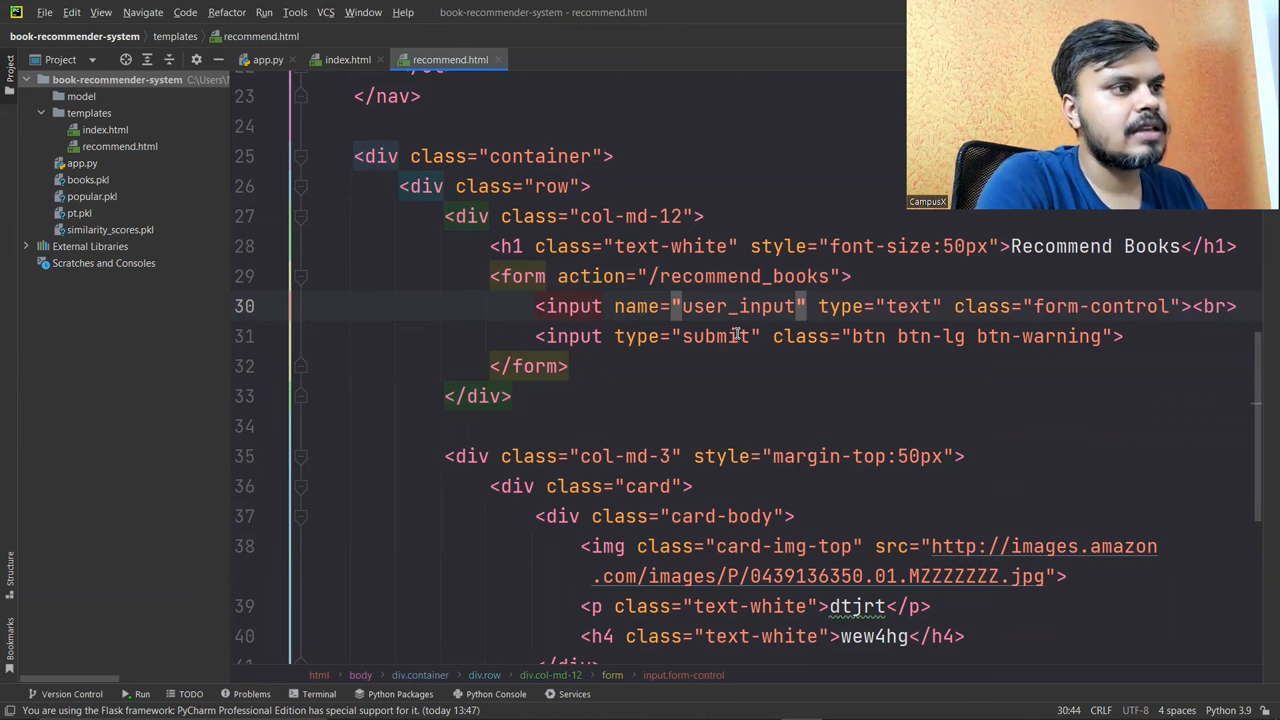 File Edit View Navigate Code Refactor Run Tools VCS Window Help book-recommender-system - recommend.html
book-recommender-system templates recommend.html
Project app.py index.html recommend.html
Project
book-recommender-system C:\Users\
model
templates
index.html
recommend.html
app.py
books.pkl
popular.pkl
pt.pkl
similarity_scores.pkl
External Libraries
Scratches and Consoles
23 </nav>
24
25 <div class="container">
26 <div class="row">
27 <div class="col-md-12">
28 <h1 class="text-white" style="font-size:50px">Recommend Books</h1>
29 <form action="/recommend_books">
30 <input name="user_input" type="text" class="form-control"><br>
31 <input type="submit" class="btn btn-lg btn-warning">
32 </form>
33 </div>
34
35 <div class="col-md-3" style="margin-top:50px">
36 <div class="card">
37 <div class="card-body">
38 <img class="card-img-top" src="http://images.amazon
.com/images/P/0439136350.01.MZZZZZZZ.jpg">
39 <p class="text-white">dtjrt</p>
40 <h4 class="text-white">wew4hg</h4>
CampusX
Structure
Bookmarks
html body div.container div.row div.col-md-12 form input.form-control
Version Control Run TODO Problems Terminal Python Packages Python Console Services
You are using the Flask framework: PyCharm Professional Edition has special support for it. (today 13:47) 30:44 CRLF UTF-8 4 spaces Python 3.9